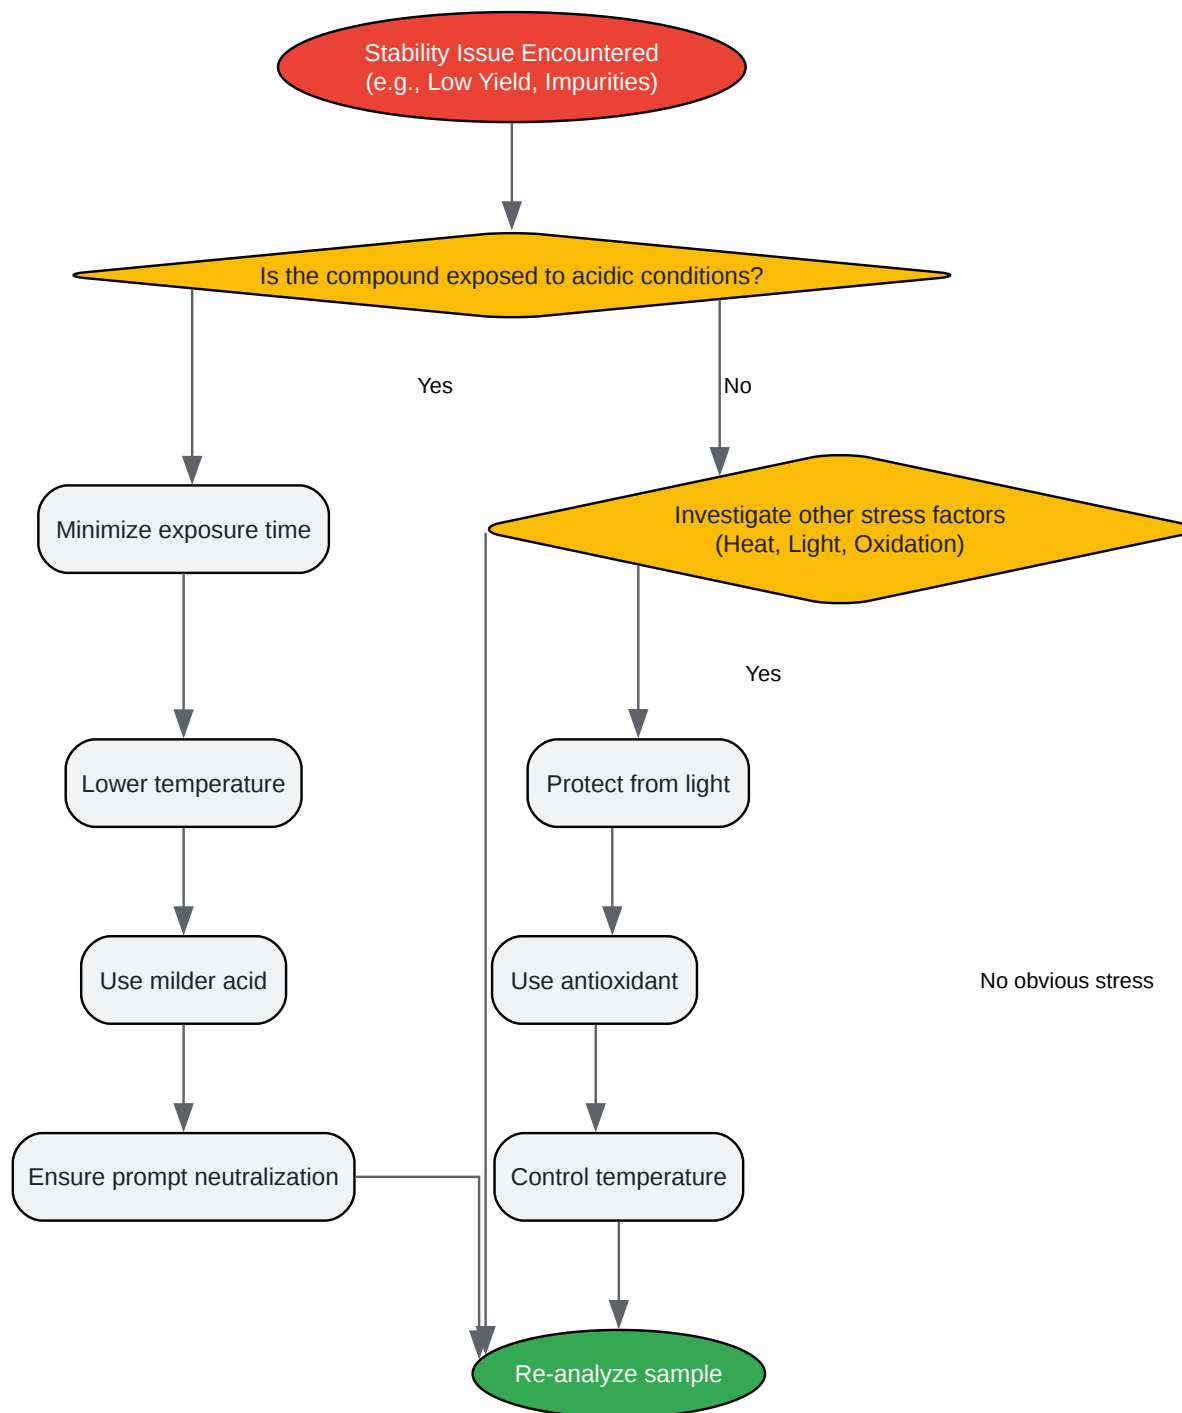 Stability Issue Encountered
(e.g., Low Yield, Impurities)
Is the compound exposed to acidic conditions?
Yes
No
Investigate other stress factors
(Heat, Light, Oxidation)
Minimize exposure time
Yes
Lower temperature
Protect from light
Use milder acid
Use antioxidant
No obvious stress
Ensure prompt neutralization
Control temperature
Re-analyze sample